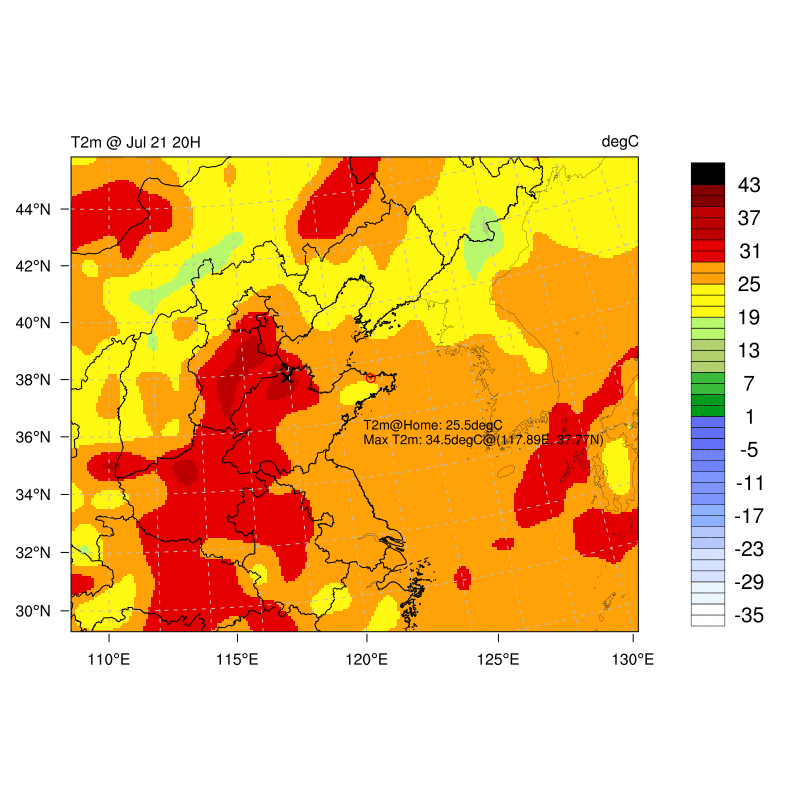 T2m @ Jul 21 20H
degC
44°N
42°N
40°N
38°N
36°N
34°N
32°N
30°N
110°E
115°E
120°E
125°E
130°E
T2m@Home: 25.5degC
Max T2m: 34.5degC@(117.89E, 37.77N)
43
37
31
25
19
13
7
1
-5
-11
-17
-23
-29
-35